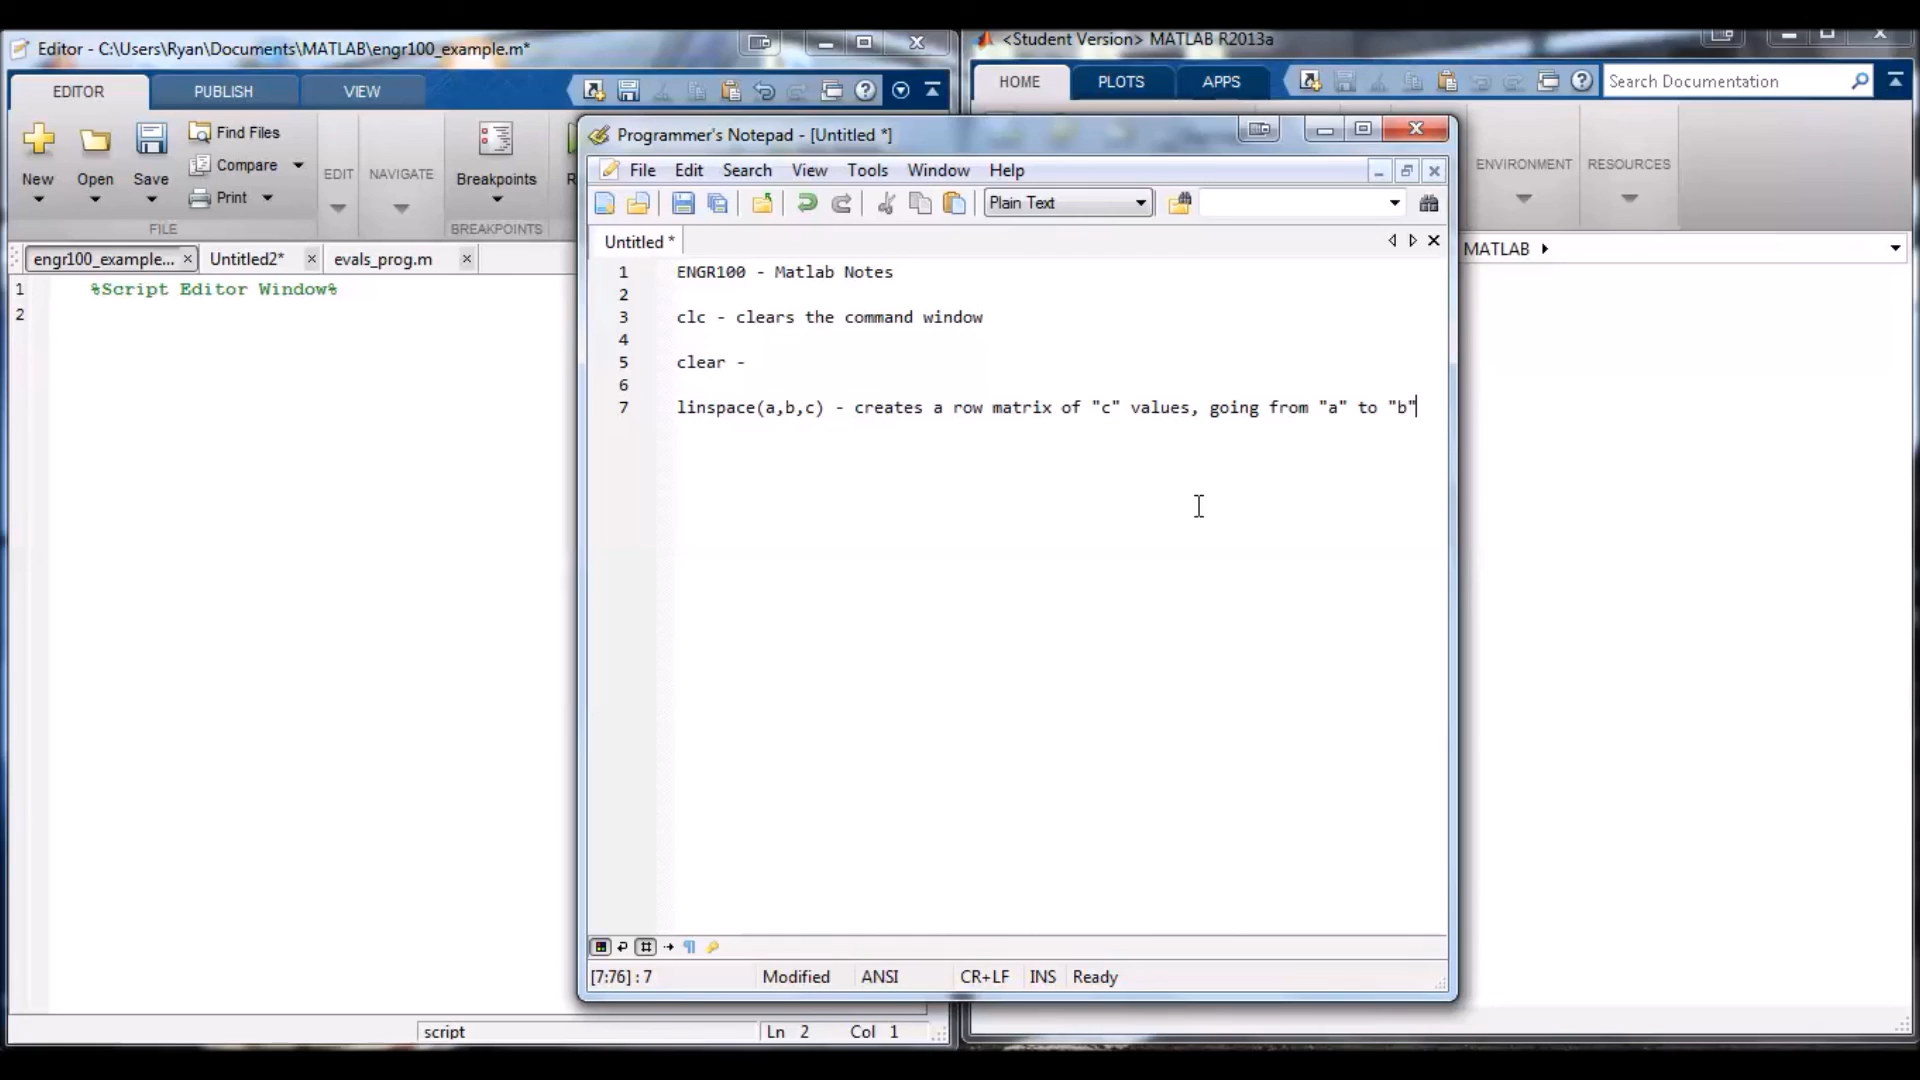 Editor - C:\Users\Ryan\Documents\MATLAB\engr100_example.m*
EDITOR PUBLISH VIEW
New
Open
Save
Find Files
Compare
Print
FILE
EDIT
NAVIGATE
Breakpoints
BREAKPOINTS
engr100_example... Untitled2* evals_prog.m
1 %Script Editor Window%
2
script Ln 2 Col 1
<Student Version> MATLAB R2013a
HOME PLOTS APPS Search Documentation
ENVIRONMENT RESOURCES
MATLAB
Programmer's Notepad - [Untitled *]
File Edit Search View Tools Window Help
Plain Text
Untitled *
1 ENGR100 - Matlab Notes
2
3 clc - clears the command window
4
5 clear -
6
7 linspace(a,b,c) - creates a row matrix of "c" values, going from "a" to "b"
[7:76] : 7 Modified ANSI CR+LF INS Ready